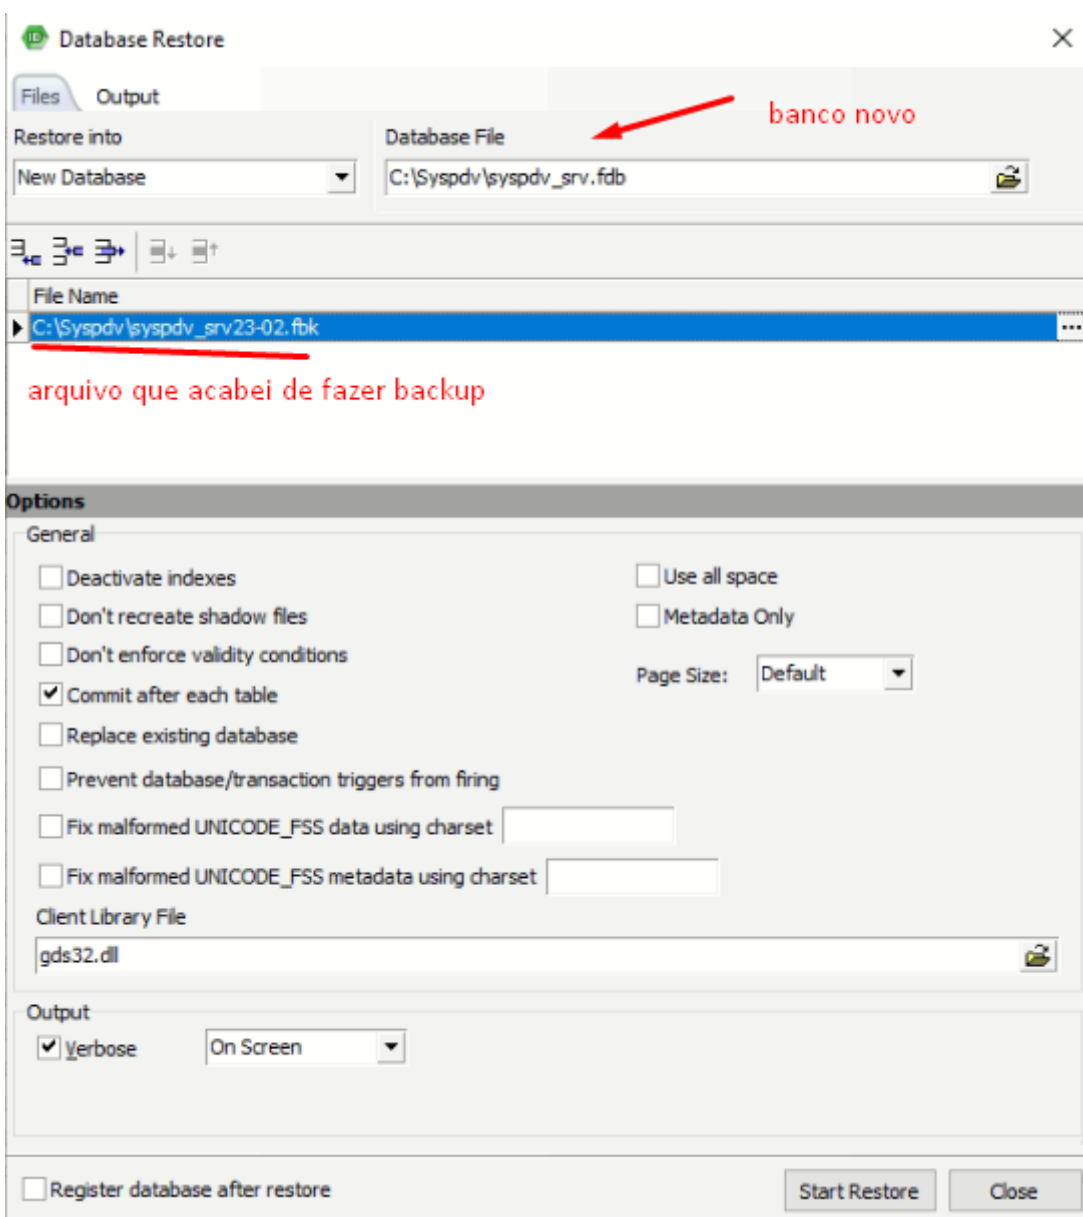 Database Restore
Files Output
banco novo
Restore into Database File
New Database C:\Syspdv\syspdv_srv.fdb
File Name
C:\Syspdv\syspdv_srv23-02.fbk ...
arquivo que acabei de fazer backup
Options
General
Deactivate indexes Use all space
Don't recreate shadow files Metadata Only
Don't enforce validity conditions
Page Size: Default
Commit after each table
Replace existing database
Prevent database/transaction triggers from firing
Fix malformed UNICODE_FSS data using charset
Fix malformed UNICODE_FSS metadata using charset
Client Library File
gds32.dll
Output
Verbose On Screen
Register database after restore Start Restore Close